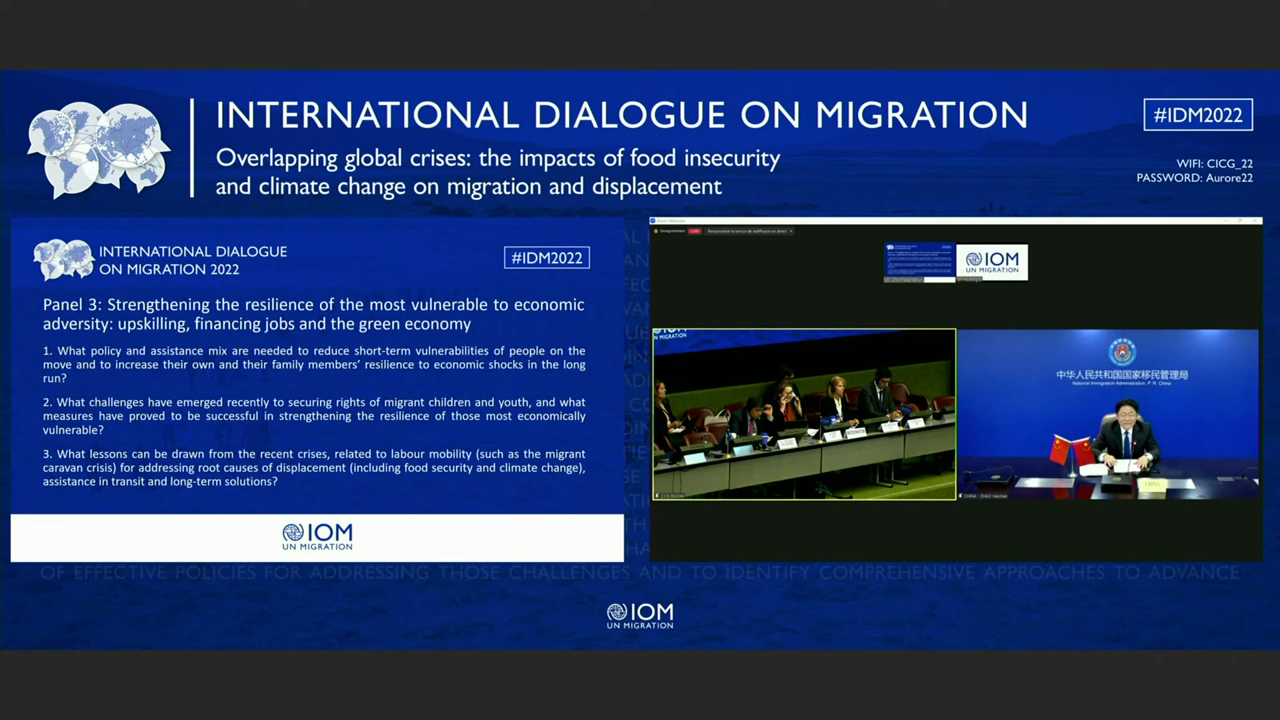 INTERNATIONAL DIALOGUE ON MIGRATION
Overlapping global crises: the impacts of food insecurity
and climate change on migration and displacement
#IDM2022
WIFI: CICG_22
PASSWORD: Aurore22
INTERNATIONAL DIALOGUE
ON MIGRATION 2022
#IDM2022
Panel 3: Strengthening the resilience of the most vulnerable to economic
adversity: upskilling, financing jobs and the green economy
1. What policy and assistance mix are needed to reduce short-term vulnerabilities of people on the
move and to increase their own and their family members' resilience to economic shocks in the long
run?
2. What challenges have emerged recently to securing rights of migrant children and youth, and what
measures have proved to be successful in strengthening the resilience of those most economically
vulnerable?
3. What lessons can be drawn from the recent crises, related to labour mobility (such as the migrant
caravan crisis) for addressing root causes of displacement (including food security and climate change),
assistance in transit and long-term solutions?
IOM
UN MIGRATION
IOM
UN MIGRATION
MIGRATION
MODERATOR
中华人民共和国国家移民管理局
National Immigration Administration, P. R. China
CHINA
OF EFFECTIVE POLICIES FOR ADDRESSING THOSE CHALLENGES AND TO IDENTIFY COMPREHENSIVE APPROACHES TO ADVANCE
IOM
UN MIGRATION